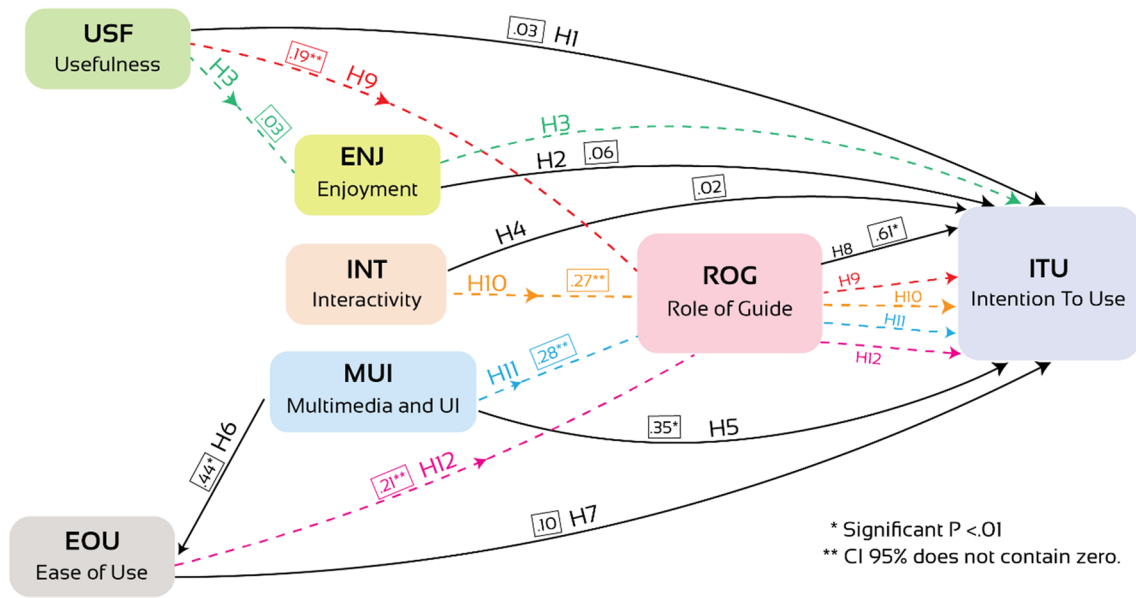 USF
Usefulness
.03 H1
.19** H9
H3
.03
H3
ENJ
Enjoyment
H2 .06
.02
H4
INT
Interactivity
H10 .27**
ROG
Role of Guide
H8 .61*
H9
H10
H11
H12
ITU
Intention To Use
MUI
Multimedia and UI
H11 .28**
.35* H5
.44* H6
.21** H12
.10 H7
EOU
Ease of Use
* Significant P <.01
** CI 95% does not contain zero.